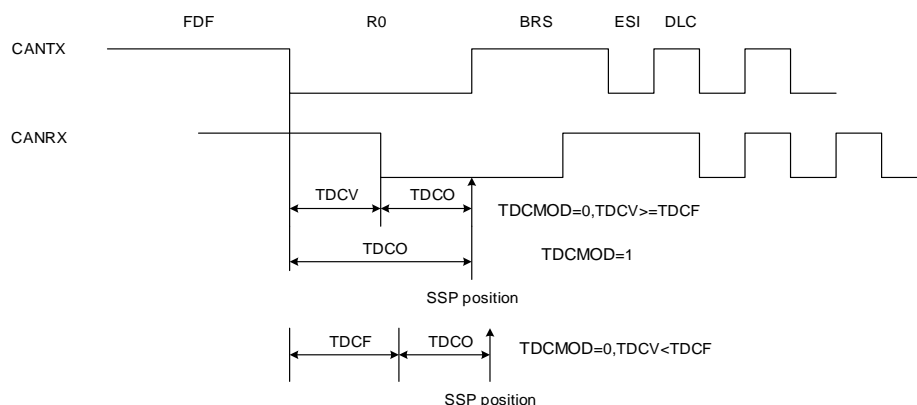 FDF R0 BRS ESI DLC
CANTX
CANRX
TDCV TDCO
TDCMOD=0,TDCV>=TDCF
TDCO TDCMOD=1
SSP position
TDCF TDCO TDCMOD=0,TDCV<TDCF
SSP position